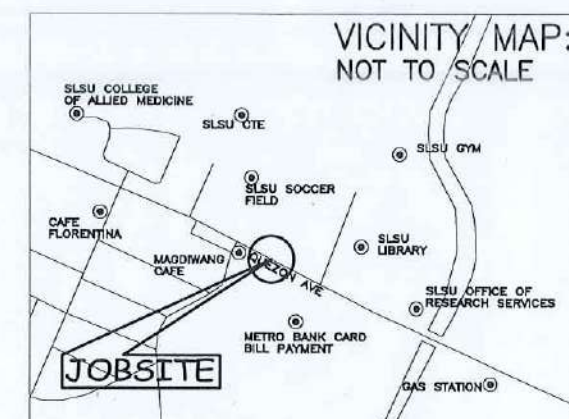 VICINITY MAP:
NOT TO SCALE
SLSU COLLEGE
OF ALLIED MEDICINE
SLSU CTE
SLSU GYM
SLSU SOCCER
FIELD
CAFE
FLORENTINA
MAGDIWANG
CAFE
QUEZON AVE
SLSU
LIBRARY
SLSU OFFICE OF
RESEARCH SERVICES
METRO BANK CARD
BILL PAYMENT
JOBSITE
GAS STATION